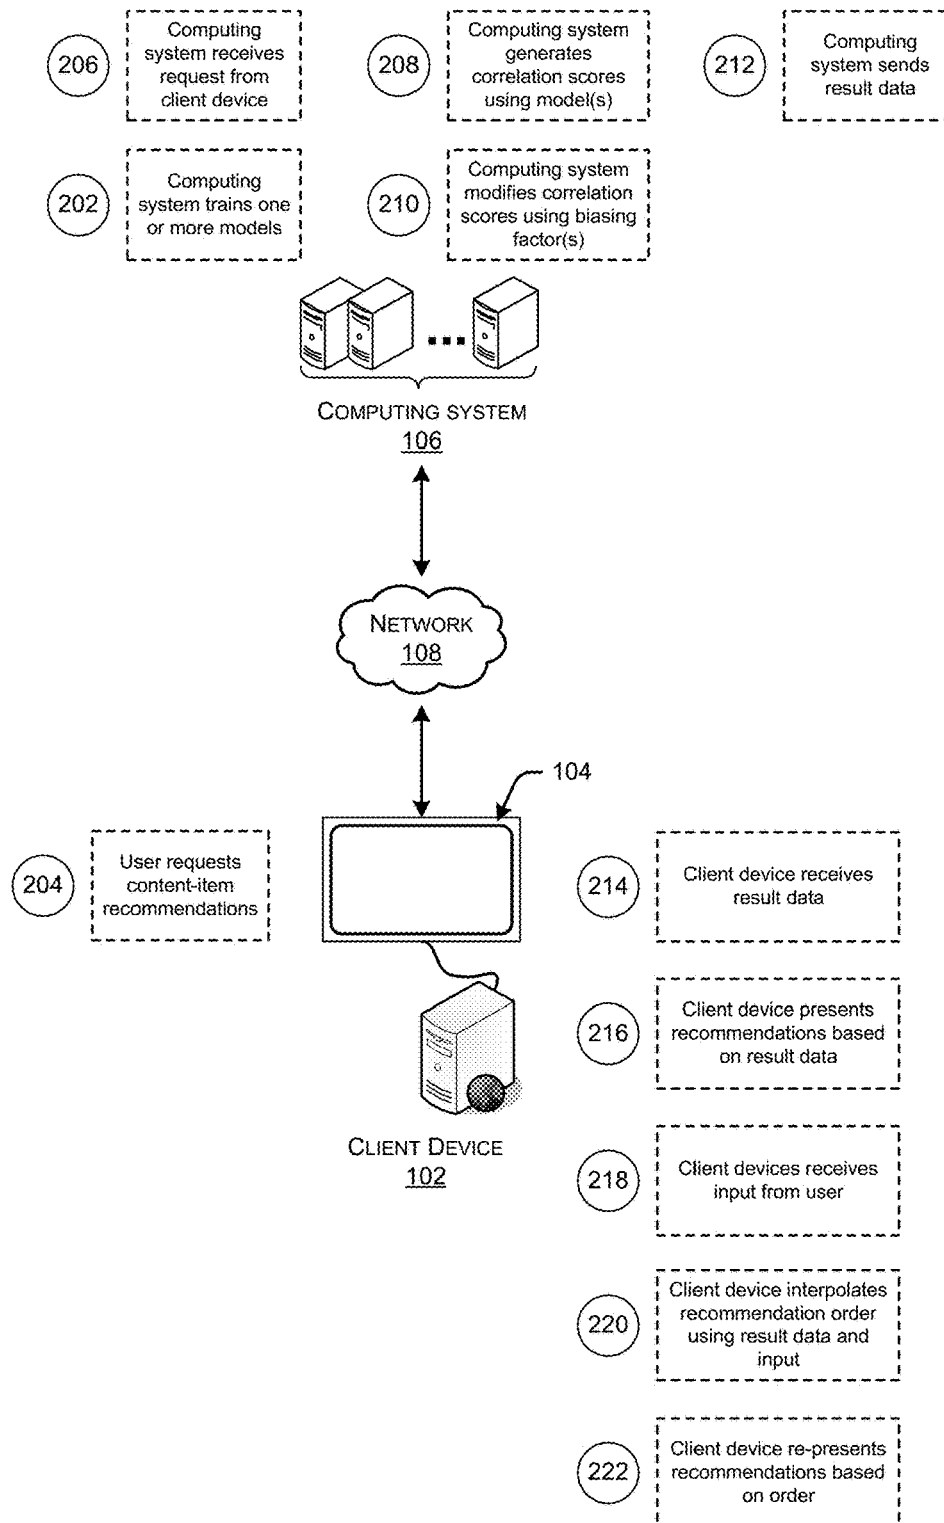 206
Computing
system receives
request from
client device
208
Computing system
generates
correlation scores
using model(s)
212
Computing
system sends
result data
202
Computing
system trains one
or more models
210
Computing system
modifies correlation
scores using biasing
factor(s)
COMPUTING SYSTEM
106
NETWORK
108
104
204
User requests
content-item
recommendations
214
Client device receives
result data
216
Client device presents
recommendations based
on result data
CLIENT DEVICE
102
218
Client devices receives
input from user
220
Client device interpolates
recommendation order
using result data and
input
222
Client device re-presents
recommendations based
on order